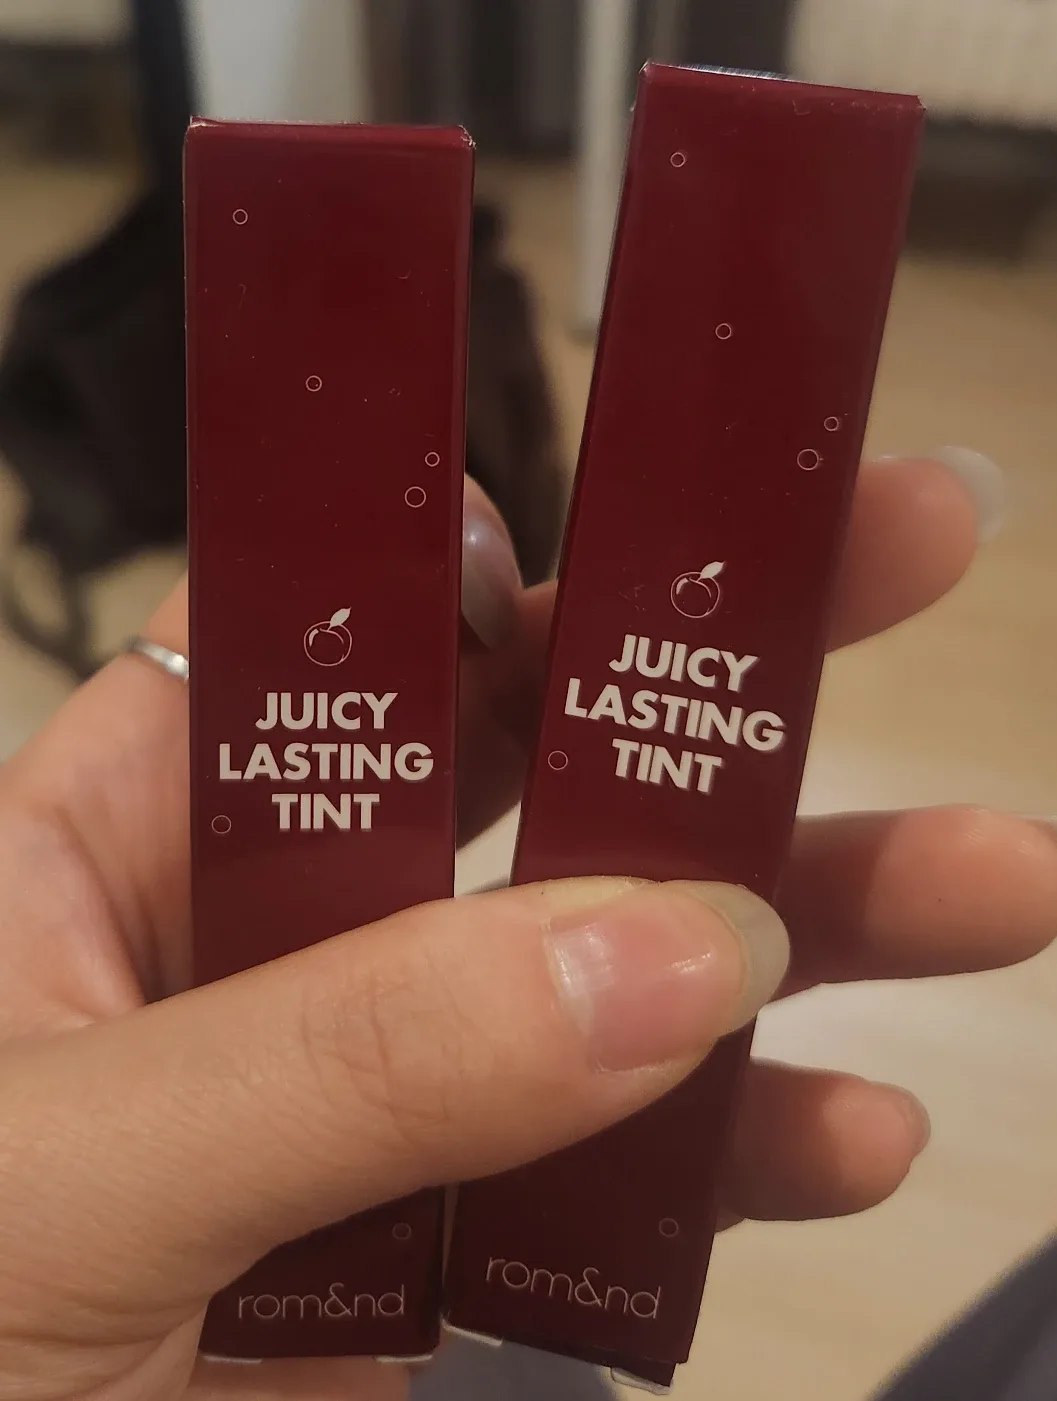 JUICY
LASTING
TINT
rom&nd
JUICY
LASTING
TINT
rom&nd